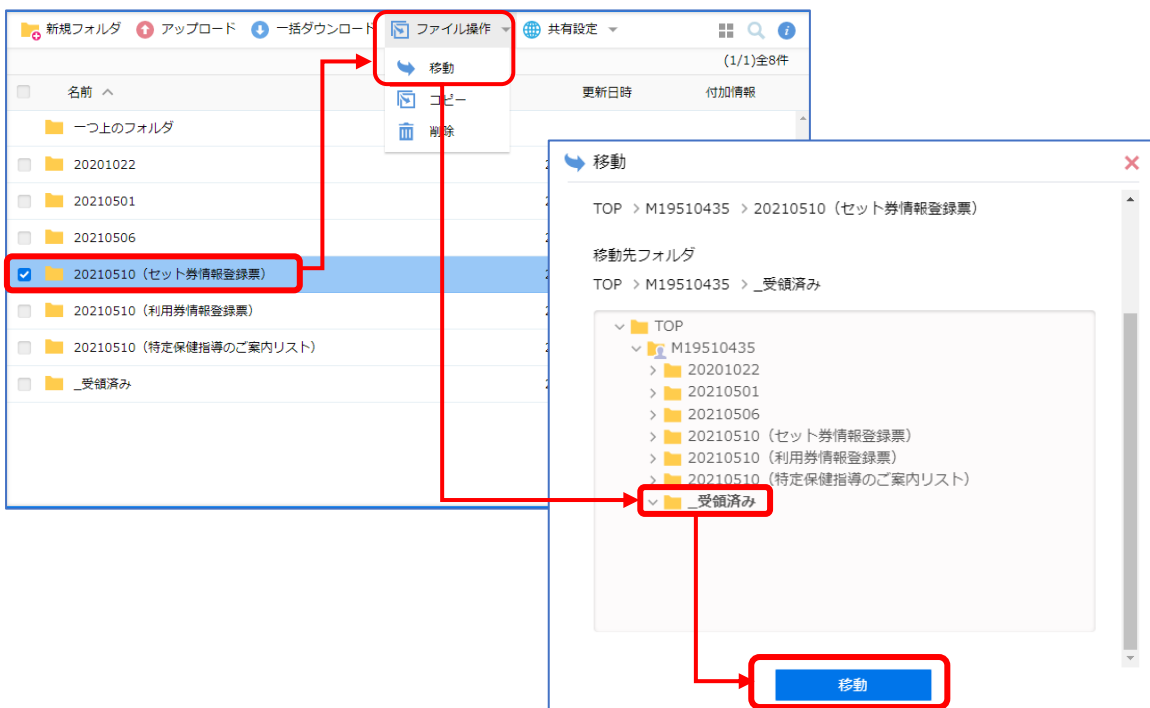 新規フォルダ アップロード 一括ダウンロード ファイル操作 共有設定
(1/1)全8件
移動
コピー
削除
名前 更新日時 付加情報
一つ上のフォルダ
20201022
20210501
20210506
20210510（セット券情報登録票）
20210510（利用券情報登録票）
20210510（特定保健指導のご案内リスト）
_受領済み
移動
TOP >M19510435 >20210510（セット券情報登録票）
移動先フォルダ
TOP >M19510435 >_受領済み
TOP
M19510435
20201022
20210501
20210506
20210510（セット券情報登録票）
20210510（利用券情報登録票）
20210510（特定保健指導のご案内リスト）
_受領済み
移動